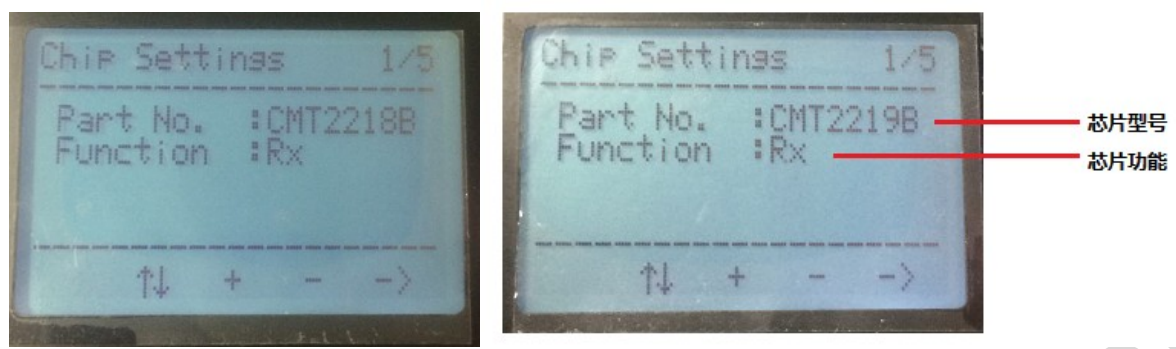 Chip Settings 1/5
Part No. :CMT2218B
Function :Rx
↑↓ + - ->
Chip Settings 1/5
Part No. :CMT2219B
Function :Rx
↑↓ + - ->
芯片型号
芯片功能